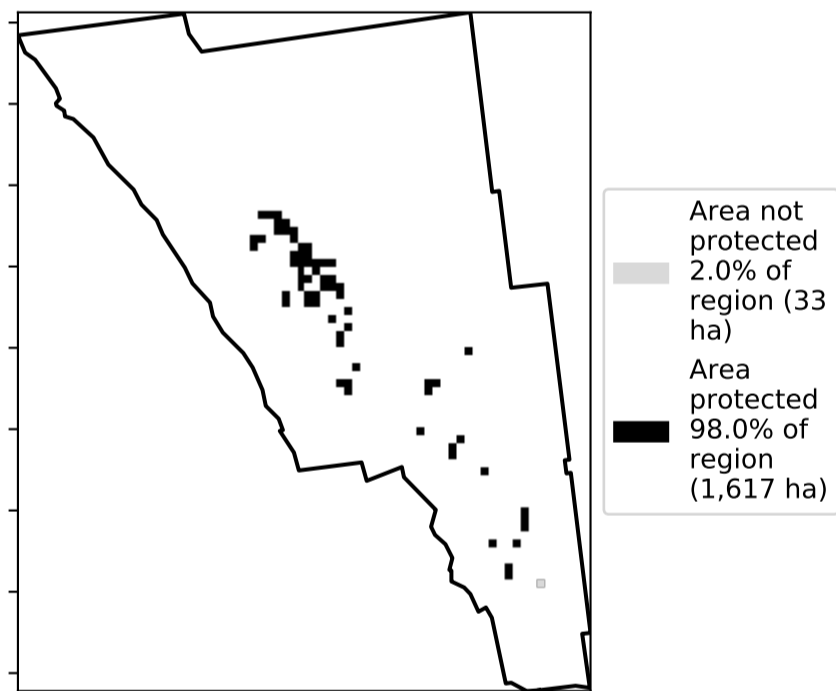 Area not
protected
2.0% of
region (33
ha)
Area
protected
98.0% of
region
(1,617 ha)